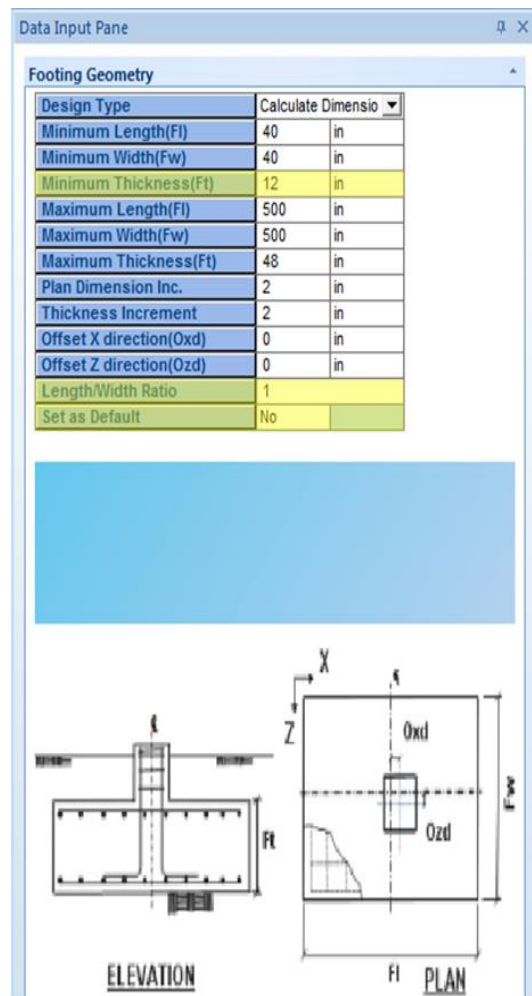 Data Input Pane
Footing Geometry
Design Type Calculate Dimensio
Minimum Length(Fl) 40 in
Minimum Width(Fw) 40 in
Minimum Thickness(Ft) 12 in
Maximum Length(Fl) 500 in
Maximum Width(Fw) 500 in
Maximum Thickness(Ft) 48 in
Plan Dimension Inc. 2 in
Thickness Increment 2 in
Offset X direction(Oxd) 0 in
Offset Z direction(Ozd) 0 in
Length/Width Ratio 1
Set as Default No
X
Z
Oxd
Ozd
Fw
Ft
Fl
ELEVATION
PLAN